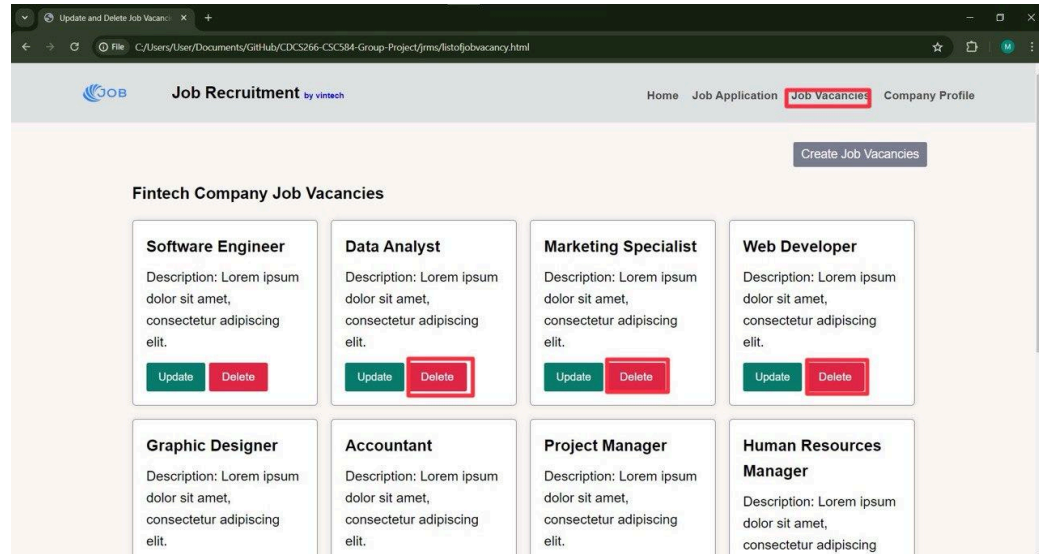 Update and Delete Job Vacanci
File C:/Users/User/Documents/GitHub/CDCS266-CSC584-Group-Project/jrms/listofjobvacancy.html
M
JOB Job Recruitment by vintech Home Job Application Job Vacancies Company Profile
Create Job Vacancies
Fintech Company Job Vacancies
Software Engineer
Description: Lorem ipsum
dolor sit amet,
consectetur adipiscing
elit.
Update Delete
Data Analyst
Description: Lorem ipsum
dolor sit amet,
consectetur adipiscing
elit.
Update Delete
Marketing Specialist
Description: Lorem ipsum
dolor sit amet,
consectetur adipiscing
elit.
Update Delete
Web Developer
Description: Lorem ipsum
dolor sit amet,
consectetur adipiscing
elit.
Update Delete
Graphic Designer
Description: Lorem ipsum
dolor sit amet,
consectetur adipiscing
elit.
Accountant
Description: Lorem ipsum
dolor sit amet,
consectetur adipiscing
elit.
Project Manager
Description: Lorem ipsum
dolor sit amet,
consectetur adipiscing
elit.
Human Resources
Manager
Description: Lorem ipsum
dolor sit amet,
consectetur adipiscing